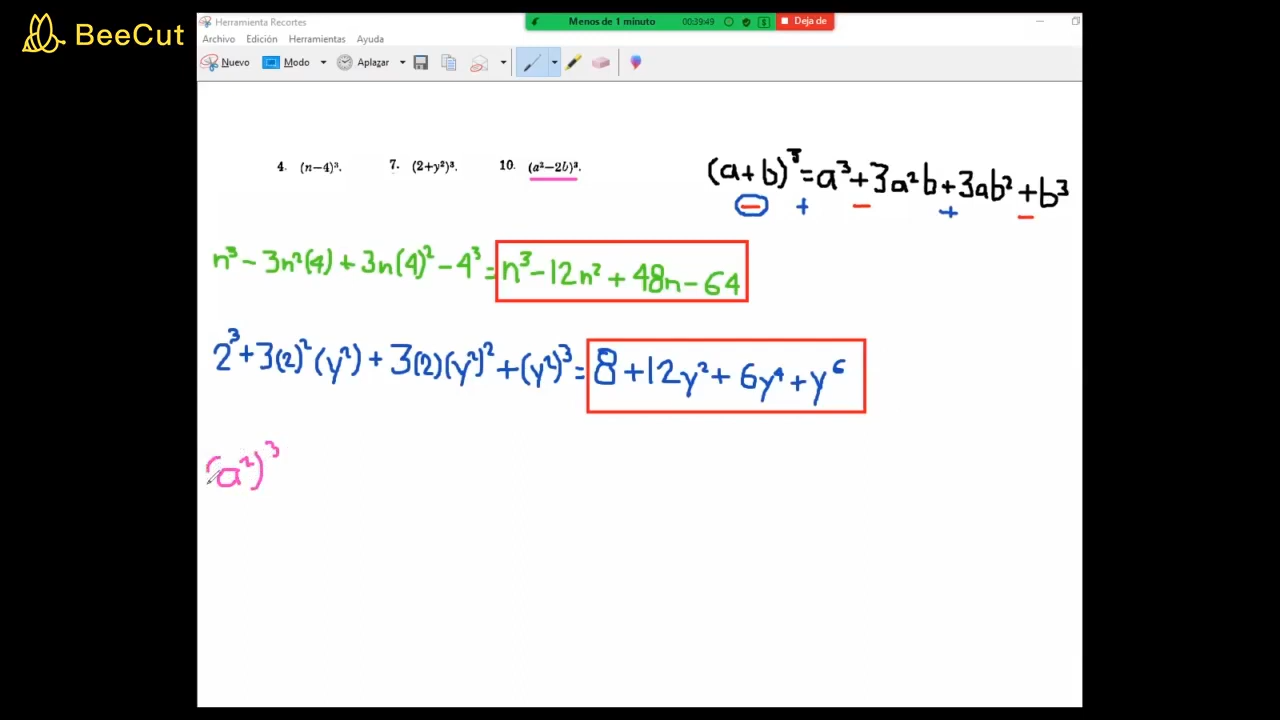 BeeCut
Herramienta Recortes
Menos de 1 minuto 00:39:49 Deja de
Archivo Edición Herramientas Ayuda
Nuevo Modo Aplazar
4. (n−4)³. 7. (2+y²)³. 10. (a²−2b)³.
(a+b)³=a³+3a²b+3ab²+b³
− + − + −
n³−3n²(4)+3n(4)²−4³=n³−12n²+48n−64
2³+3(2)²(y²)+3(2)(y²)²+(y²)³=8+12y²+6y⁴+y⁶
(a²)³